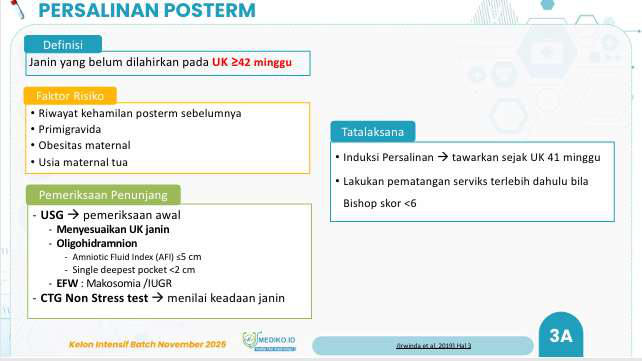 PERSALINAN POSTERM
Definisi
Janin yang belum dilahirkan pada UK ≥42 minggu
Faktor Risiko
• Riwayat kehamilan posterm sebelumnya
• Primigravida
• Obesitas maternal
• Usia maternal tua
Pemeriksaan Penunjang
- USG → pemeriksaan awal
- Menyesuaikan UK janin
- Oligohidramnion
- Amniotic Fluid Index (AFI) ≤5 cm
- Single deepest pocket <2 cm
- EFW : Makosomia /IUGR
- CTG Non Stress test → menilai keadaan janin
Tatalaksana
• Induksi Persalinan → tawarkan sejak UK 41 minggu
• Lakukan pematangan serviks terlebih dahulu bila
Bishop skor <6
Kelon Intensif Batch November 2025
MEDIKO.ID
(Irwinda et al, 2019) Hal 3
3A